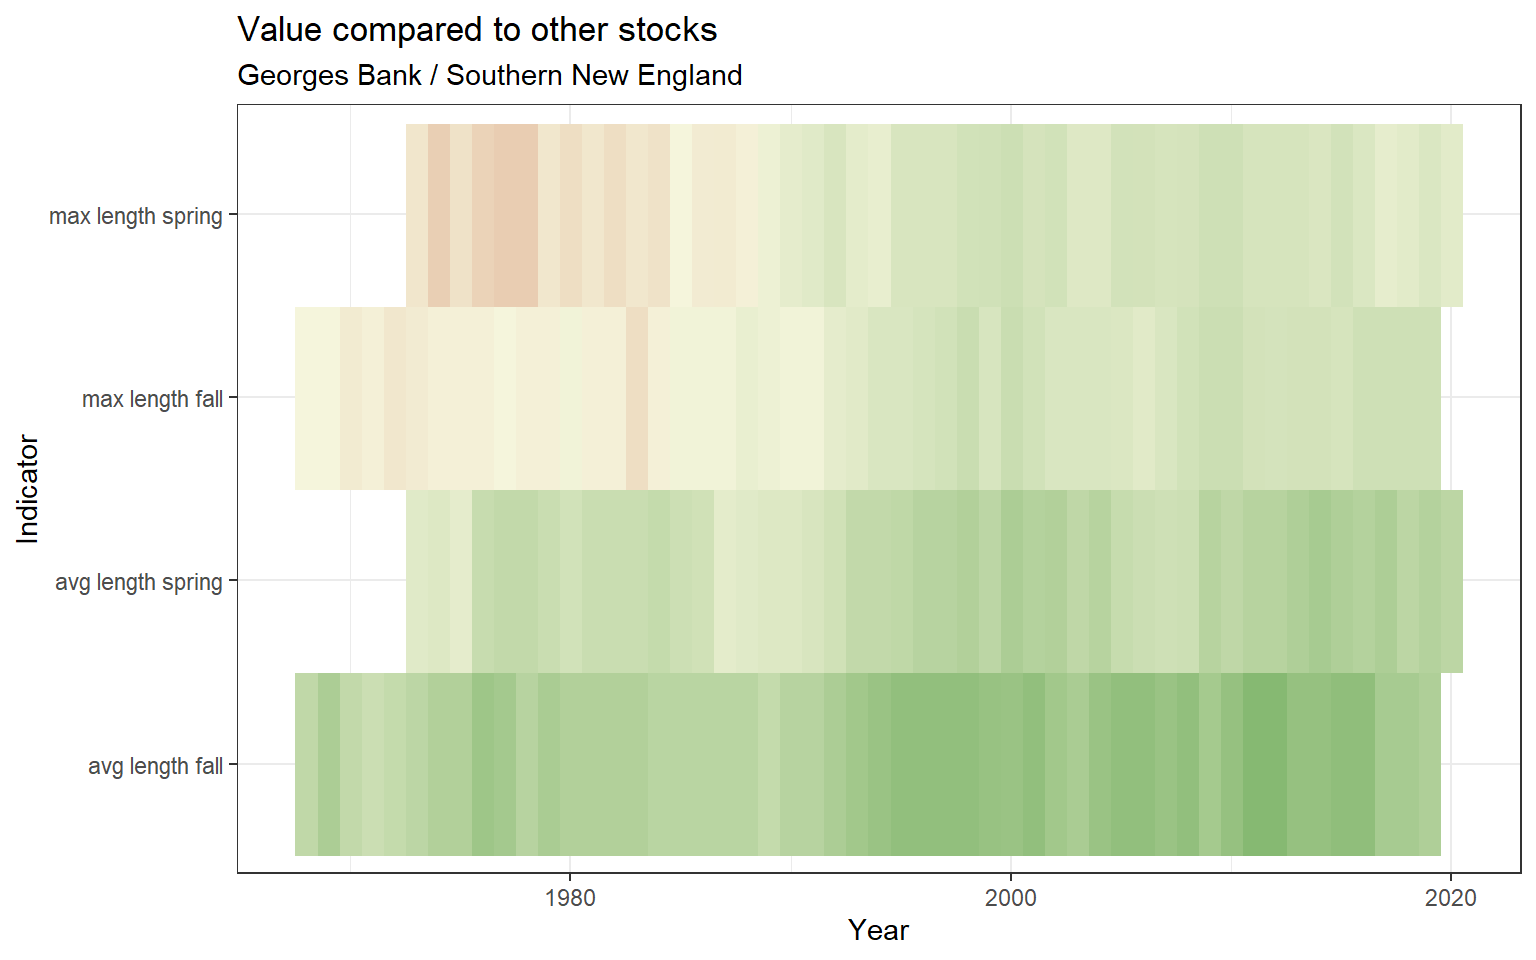 Value compared to other stocks
Georges Bank / Southern New England
Indicator
max length spring
max length fall
avg length spring
avg length fall
1980 2000 2020
Year